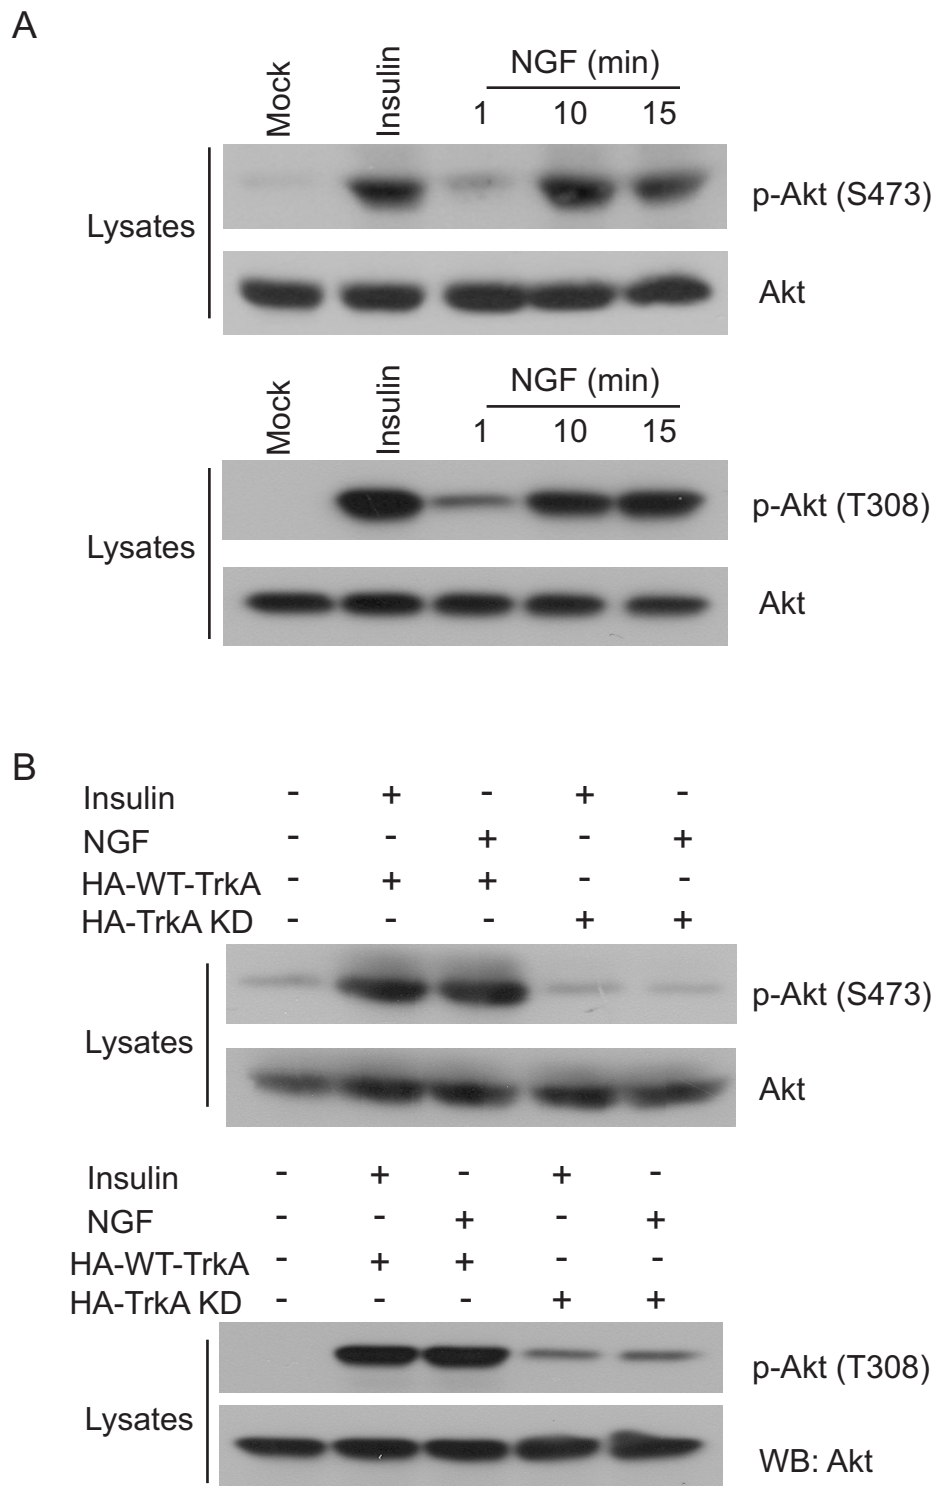 A
Mock Insulin NGF (min)
1 10 15
Lysates
p-Akt (S473)
Akt
Mock Insulin NGF (min)
1 10 15
Lysates
p-Akt (T308)
Akt
B
Insulin - + - + -
NGF - - + - +
HA-WT-TrkA - + + - -
HA-TrkA KD - - - + +
Lysates
p-Akt (S473)
Akt
Insulin - + - + -
NGF - - + - +
HA-WT-TrkA - + + - -
HA-TrkA KD - - - + +
Lysates
p-Akt (T308)
WB: Akt